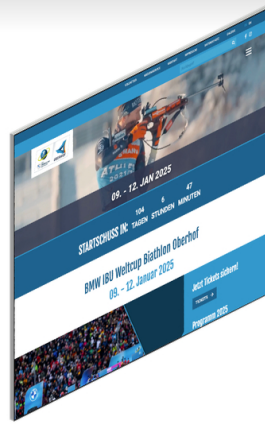 09. - 12. JAN 2025
STARTSCHUSS IN:
104 6 47
TAGEN STUNDEN MINUTEN
BMW IBU Weltcup Biathlon Oberhof
09. - 12. Januar 2025
Jetzt Tickets sichern!
TICKETS
Programm 2025